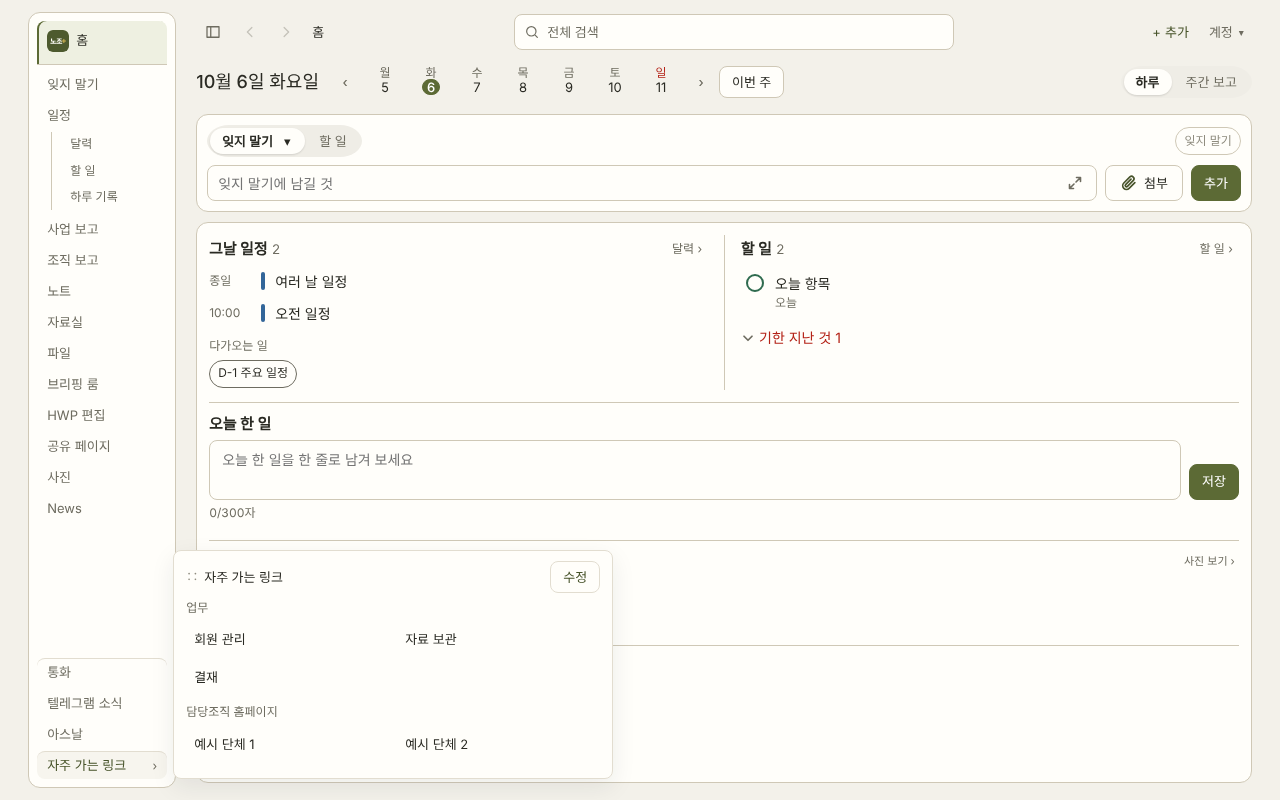 노조
홈
잊지 말기
일정
달력
할 일
하루 기록
사업 보고
조직 보고
노트
자료실
파일
브리핑 룸
HWP 편집
공유 페이지
사진
News
통화
텔레그램 소식
아스날
자주 가는 링크 ›
홈
전체 검색
+ 추가
계정 ▾
10월 6일 화요일
‹
월 화 수 목 금 토 일
5 6 7 8 9 10 11
›
이번 주
하루
주간 보고
잊지 말기 ▾
할 일
잊지 말기
잊지 말기에 남길 것
첨부
추가
그날 일정 2
달력 ›
종일 여러 날 일정
10:00 오전 일정
다가오는 일
D-1 주요 일정
할 일 2
할 일 ›
오늘 항목
오늘
기한 지난 것 1
오늘 한 일
오늘 한 일을 한 줄로 남겨 보세요
저장
0/300자
사진 보기 ›
자주 가는 링크
수정
업무
회원 관리
자료 보관
결재
담당조직 홈페이지
예시 단체 1
예시 단체 2